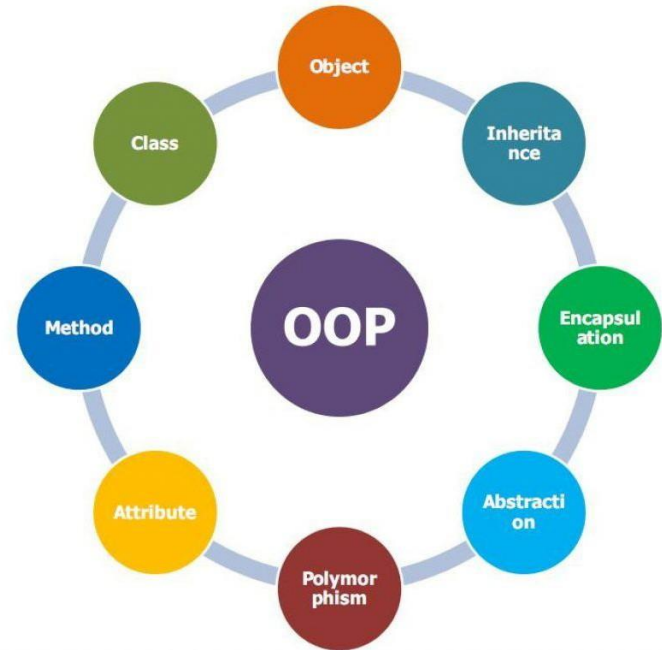 Object
Inherita
nce
Encapsul
ation
Abstracti
on
Polymor
phism
Attribute
Method
Class
OOP